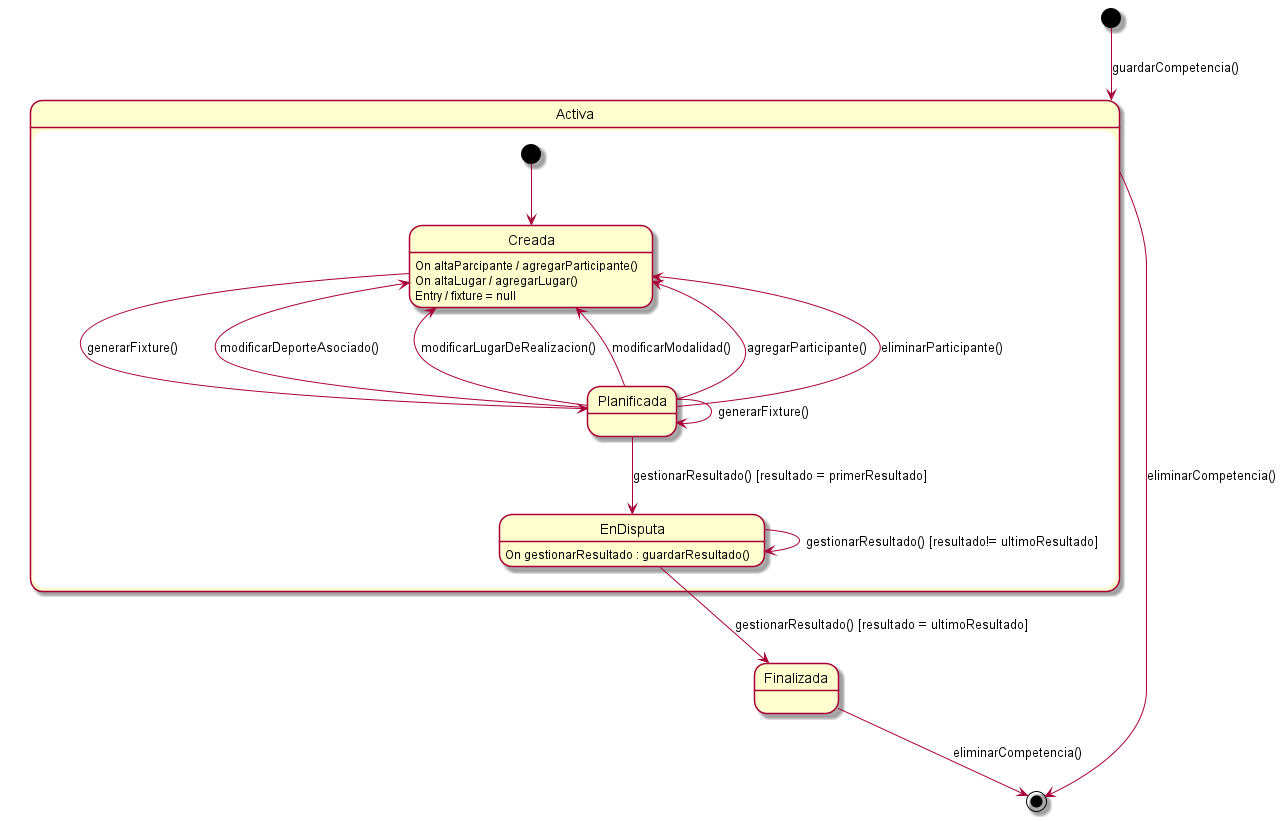 guardarCompetencia()
Activa
Creada
On altaParcipante / agregarParticipante()
On altaLugar / agregarLugar()
Entry / fixture = null
generarFixture()
modificarDeporteAsociado()
modificarLugarDeRealizacion()
modificarModalidad()
agregarParticipante()
eliminarParticipante()
Planificada
generarFixture()
gestionarResultado() [resultado = primerResultado]
eliminarCompetencia()
EnDisputa
On gestionarResultado : guardarResultado()
gestionarResultado() [resultado!= ultimoResultado]
gestionarResultado() [resultado = ultimoResultado]
Finalizada
eliminarCompetencia()